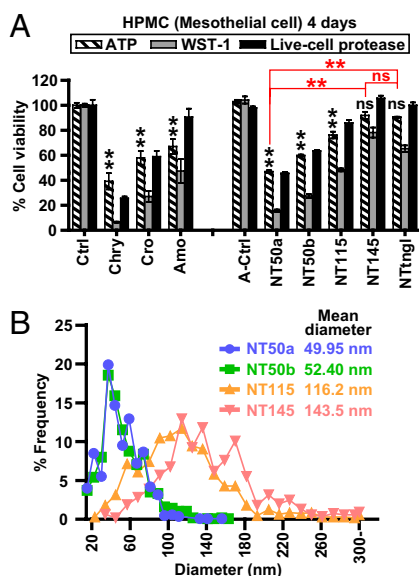 A
HPMC (Mesothelial cell) 4 days
ATP WST-1 Live-cell protease
% Cell viability
120
100
80
60
40
20
0
**
**
**
**
**
**
**
**
ns
ns
ns
Ctrl
Chry
Cro
Amo
A-Ctrl
NT50a
NT50b
NT115
NT145
NTtngl
B
Mean diameter
NT50a 49.95 nm
NT50b 52.40 nm
NT115 116.2 nm
NT145 143.5 nm
% Frequency
25
20
15
10
5
0
20 60 100 140 180 220 260 300
Diameter (nm)